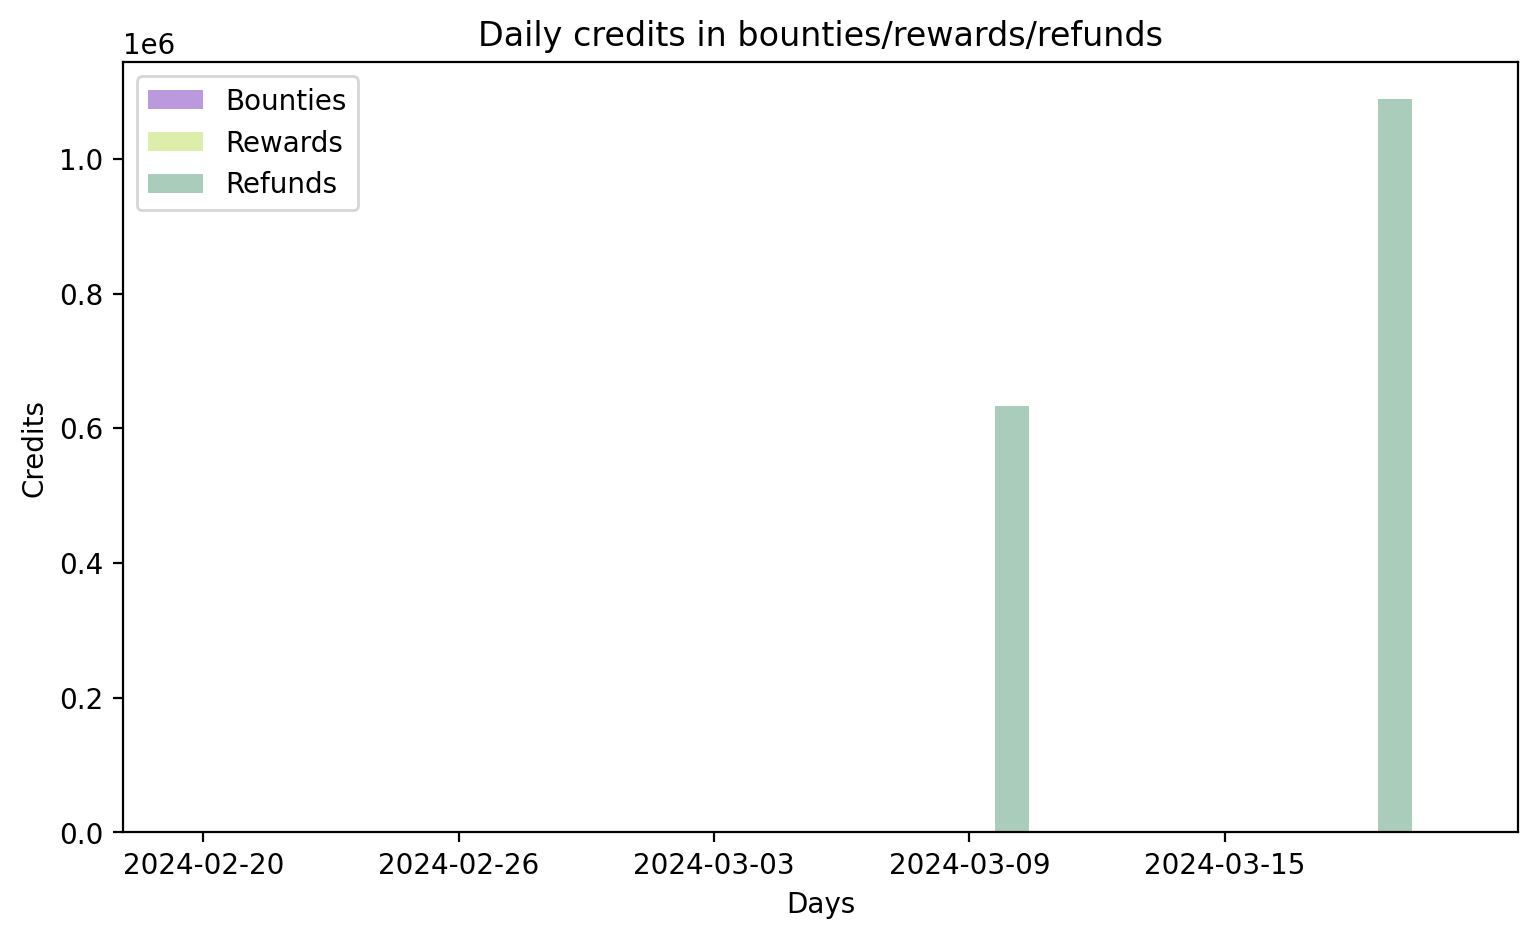 Daily credits in bounties/rewards/refunds
1e6
Bounties
Rewards
Refunds
1.0
0.8
0.6
0.4
0.2
0.0
Credits
2024-02-20 2024-02-26 2024-03-03 2024-03-09 2024-03-15
Days